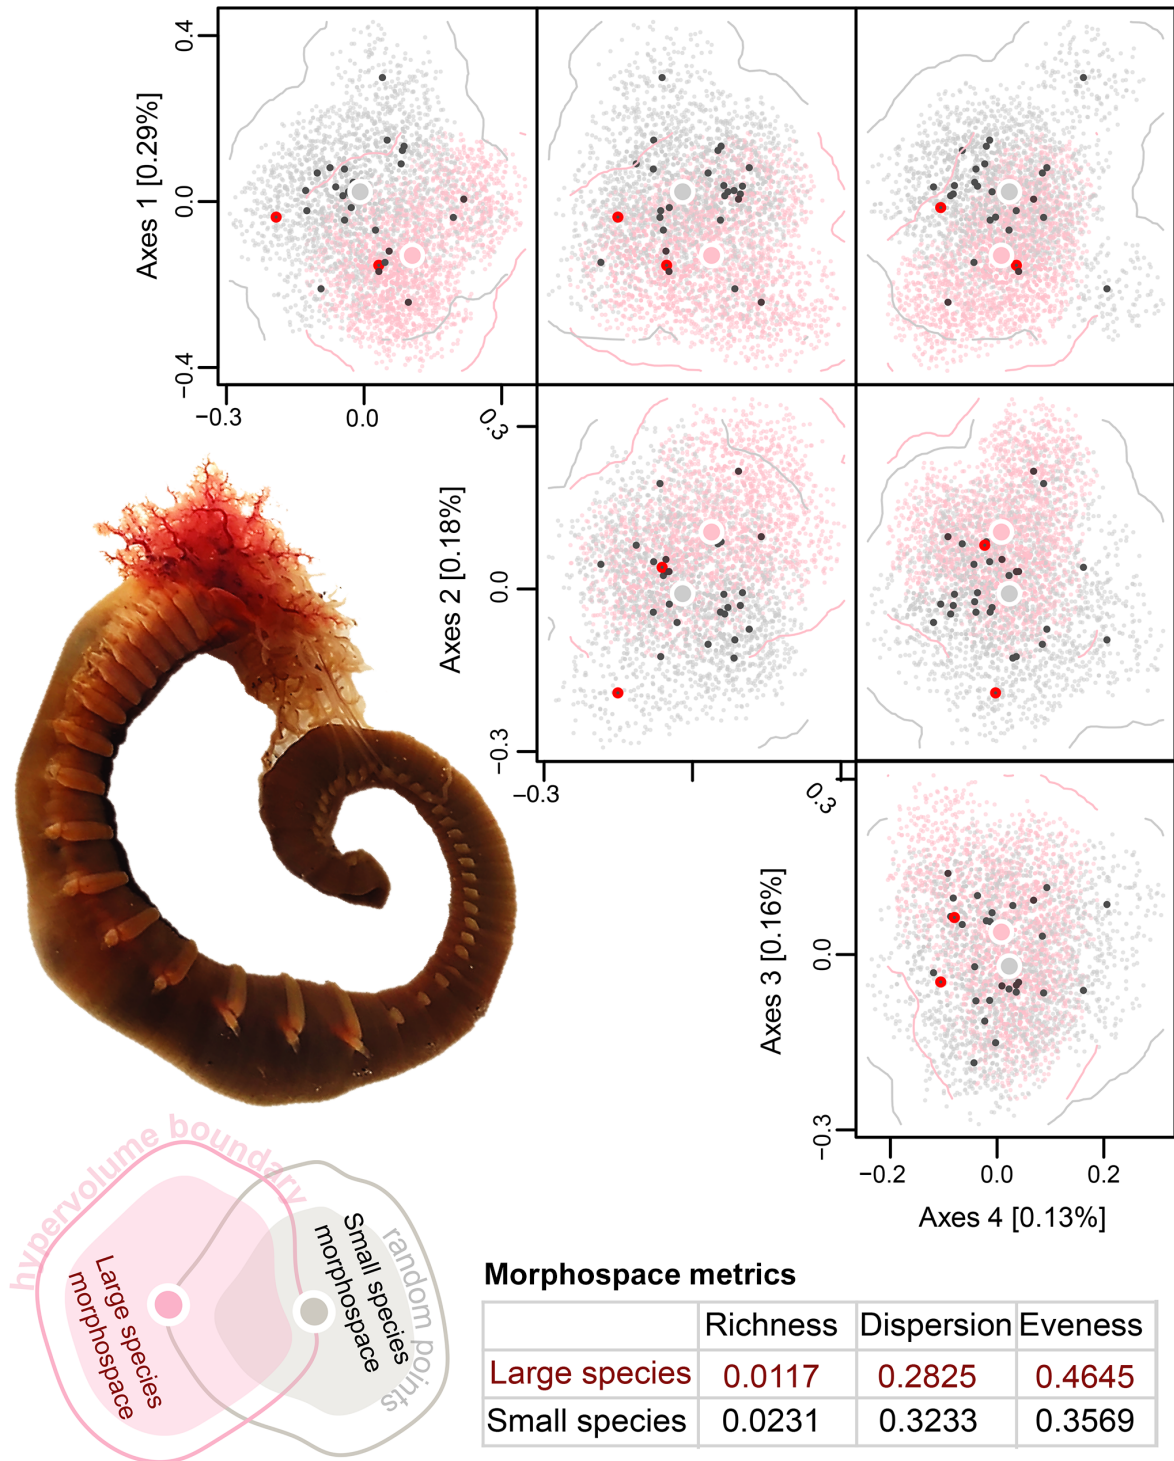 0.4
0.0
−0.4
Axes 1 [0.29%]
−0.3
0.0
0.3
0.3
0.0
−0.3
Axes 2 [0.18%]
−0.3
0.3
0.0
−0.3
Axes 3 [0.16%]
−0.2
0.0
0.2
Axes 4 [0.13%]
hypervolume boundary
Large species
morphospace
Small species
morphospace
random points
Morphospace metrics
Richness Dispersion Eveness
Large species 0.0117 0.2825 0.4645
Small species 0.0231 0.3233 0.3569